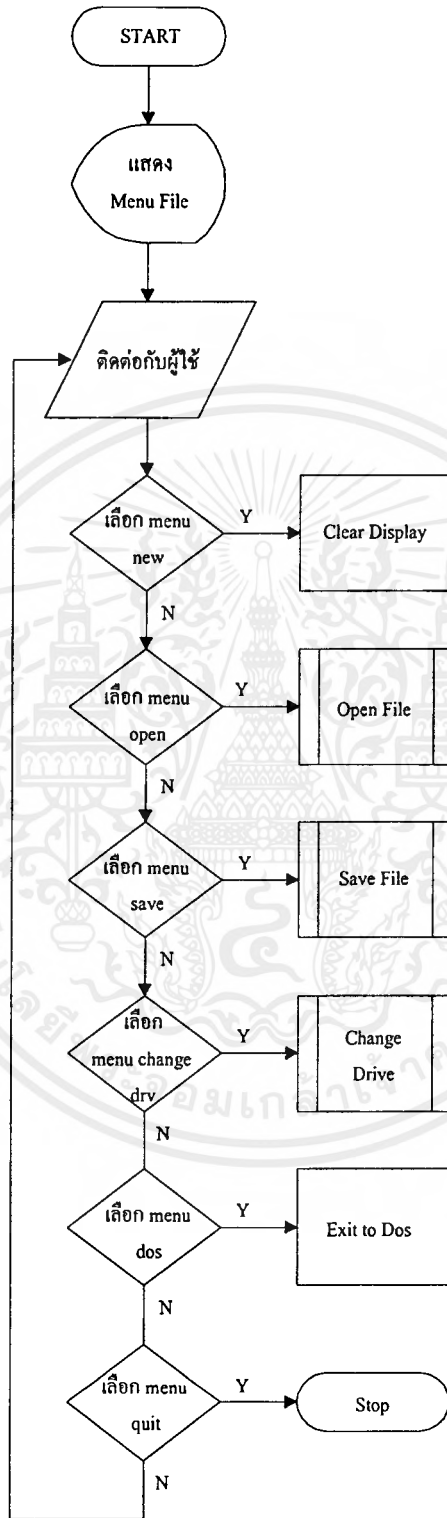 START
แสดง
Menu File
ติดต่อกับผู้ใช้
เลือก menu
new
Y
Clear Display
N
เลือก menu
open
Y
Open File
N
เลือก menu
save
Y
Save File
N
เลือก
menu change
drv
Y
Change
Drive
N
เลือก menu
dos
Y
Exit to Dos
N
เลือก menu
quit
Y
Stop
N